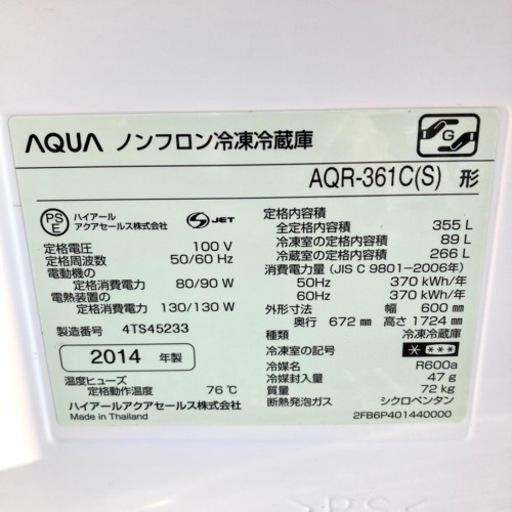 AQUA ノンフロン冷凍冷蔵庫
G
AQR-361C(S) 形
PS E ハイアール アクアセールス株式会社 S JET
定格電圧 100 V
定格周波数 50/60 Hz
電動機の
定格消費電力 80/90 W
電熱装置の
定格消費電力 130/130 W
製造番号 4TS45233
2014 年製
温度ヒューズ
定格動作温度 76℃
ハイアールアクアセールス株式会社
Made in Thailand
定格内容積
全定格内容積 355 L
冷凍室の定格内容積 89 L
冷蔵室の定格内容積 266 L
消費電力量 (JIS C 9801-2006年)
50Hz 370 kWh/年
60Hz 370 kWh/年
外形寸法 幅 600 mm
奥行 672 mm 高さ 1724 mm
種類 冷凍冷蔵庫
冷凍室の記号 * ***
冷媒名 R600a
冷媒封入量 47 g
質量 72 kg
断熱発泡ガス シクロペンタン
2FB6P401440000